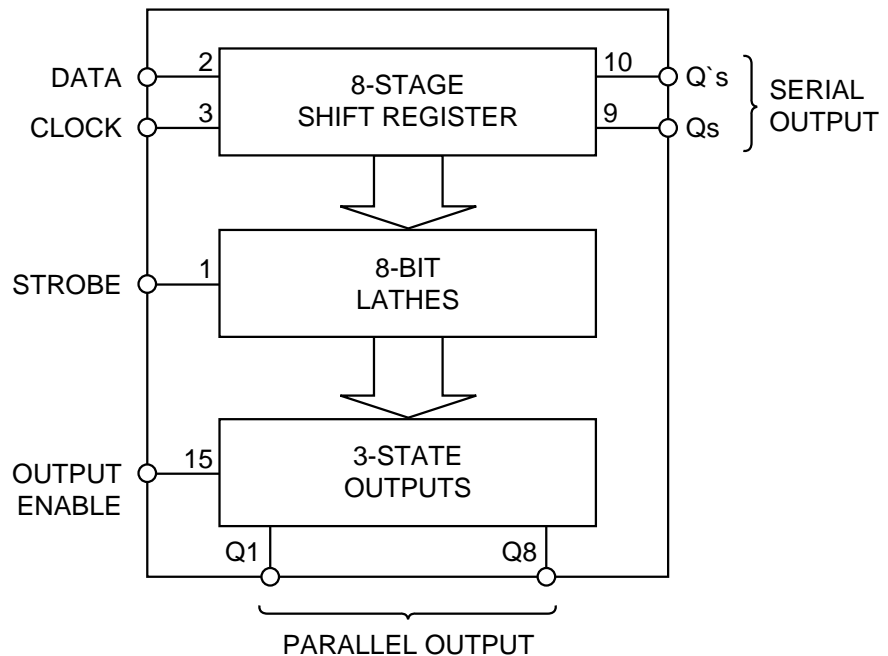 DATA
2
8-STAGE
SHIFT REGISTER
10
Q`s
SERIAL
OUTPUT
CLOCK
3
9
Qs
STROBE
1
8-BIT
LATHES
OUTPUT
ENABLE
15
3-STATE
OUTPUTS
Q1
Q8
PARALLEL OUTPUT